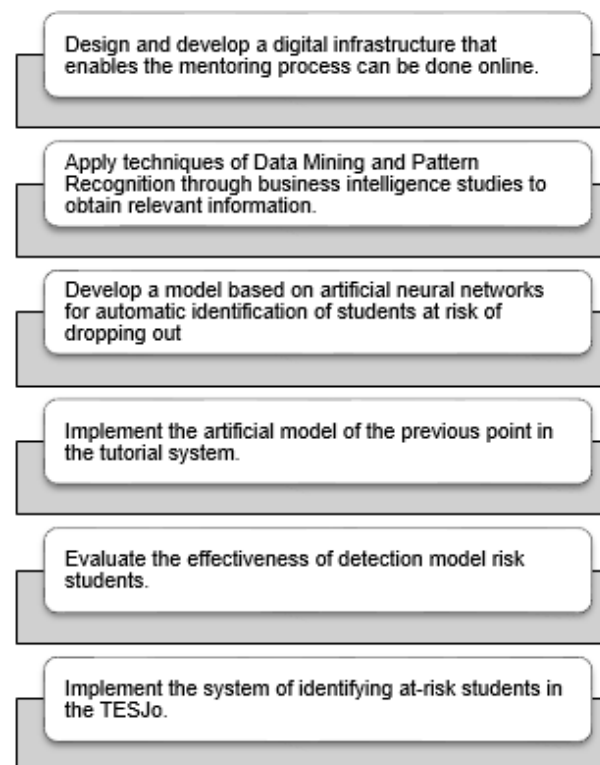 Design and develop a digital infrastructure that
enables the mentoring process can be done online.
Apply techniques of Data Mining and Pattern
Recognition through business intelligence studies to
obtain relevant information.
Develop a model based on artificial neural networks
for automatic identification of students at risk of
dropping out
Implement the artificial model of the previous point in
the tutorial system.
Evaluate the effectiveness of detection model risk
students.
Implement the system of identifying at-risk students in
the TESJo.